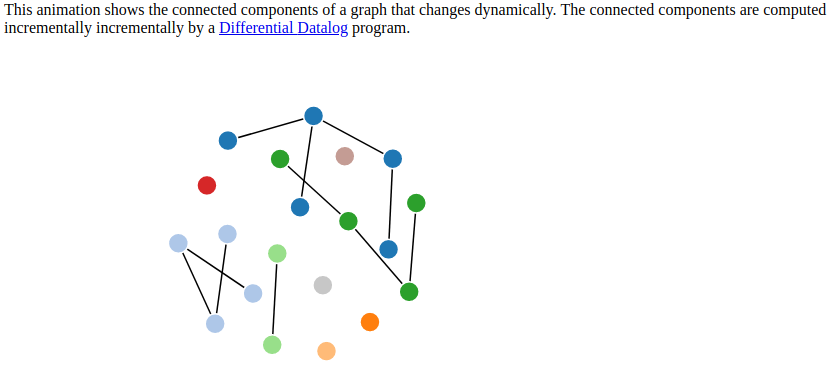 This animation shows the connected components of a graph that changes dynamically. The connected components are computed
incrementally incrementally by a Differential Datalog program.